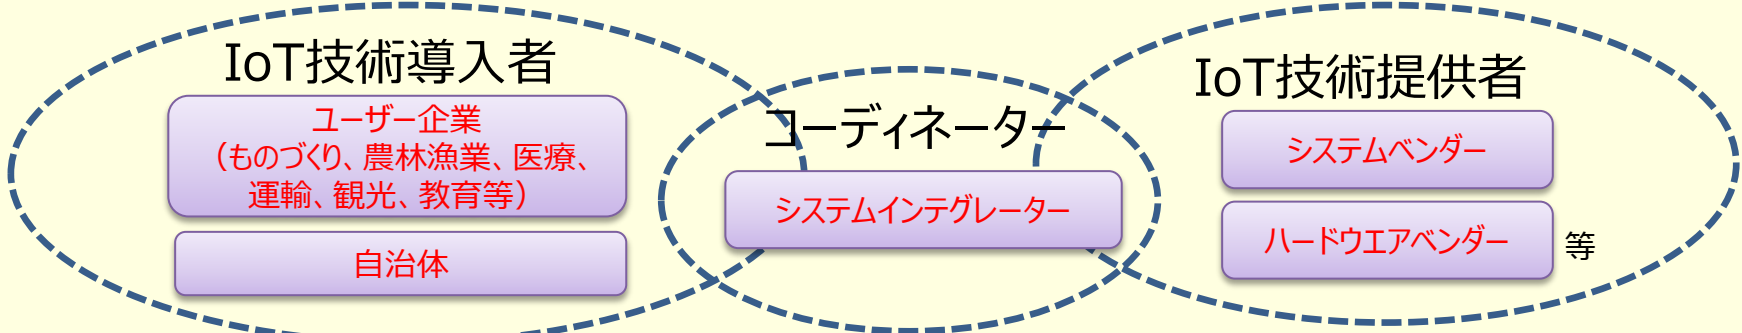 IoT技術導入者
ユーザー企業
（ものづくり、農林漁業、医療、
運輸、観光、教育等）
自治体
コーディネーター
システムインテグレーター
IoT技術提供者
システムベンダー
ハードウエアベンダー
等